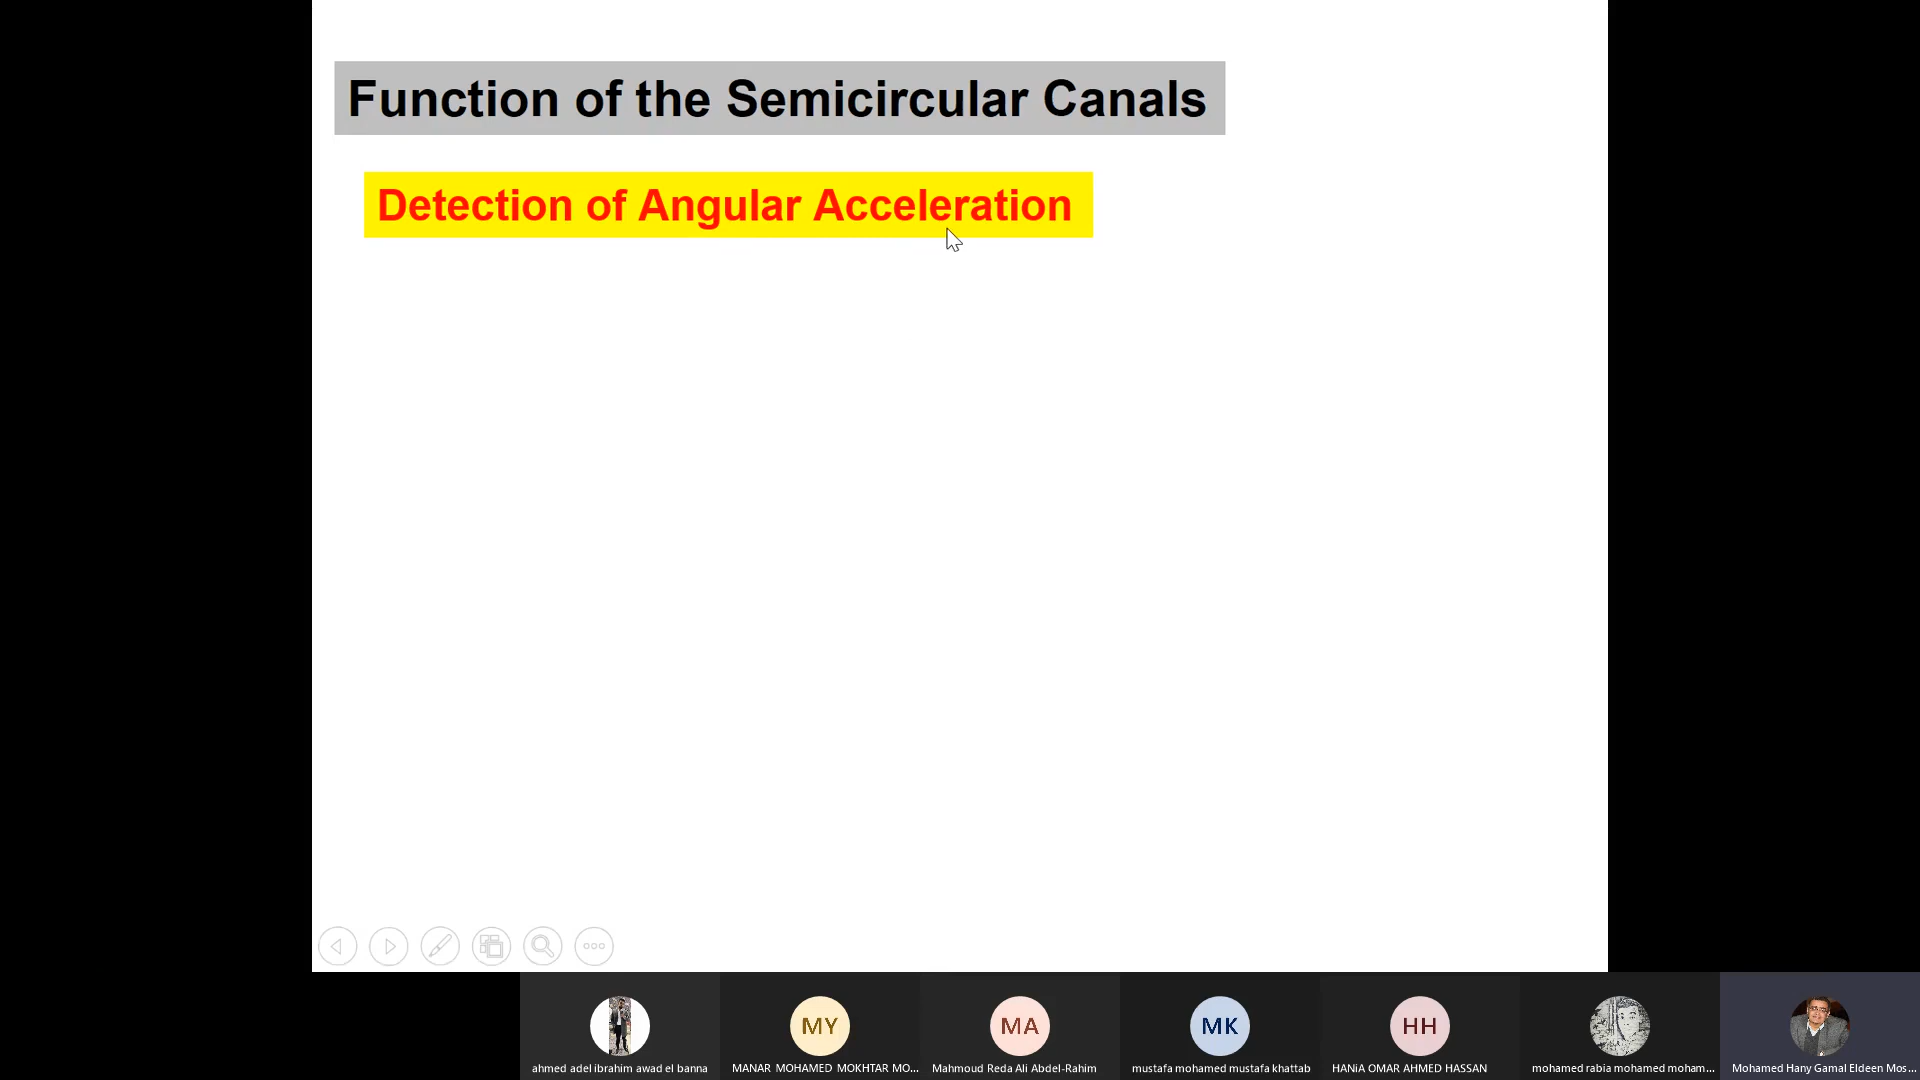 Function of the Semicircular Canals
Detection of Angular Acceleration
MY
MA
MK
HH
ahmed adel ibrahim awad el banna
MANAR MOHAMED MOKHTAR MO...
Mahmoud Reda Ali Abdel-Rahim
mustafa mohamed mustafa khattab
HANiA OMAR AHMED HASSAN
mohamed rabia mohamed moham...
Mohamed Hany Gamal Eldeen Mos...